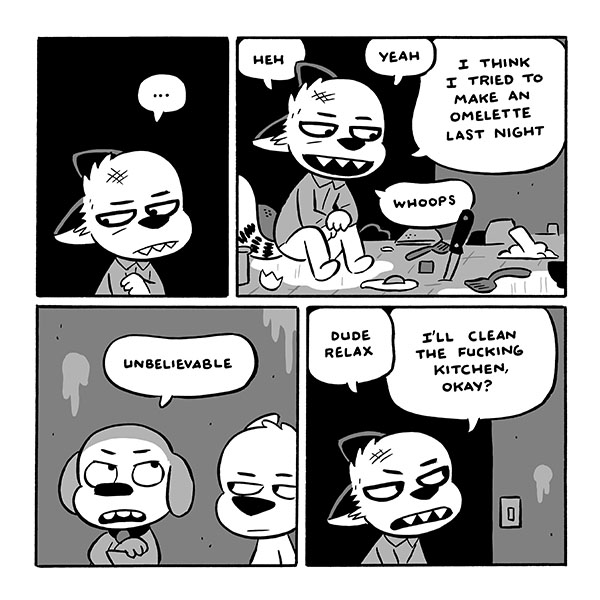 ...
HEH
YEAH
I THINK
I TRIED TO
MAKE AN
OMELETTE
LAST NIGHT
WHOOPS
UNBELIEVABLE
DUDE
RELAX
I'LL CLEAN
THE FUCKING
KITCHEN,
OKAY?